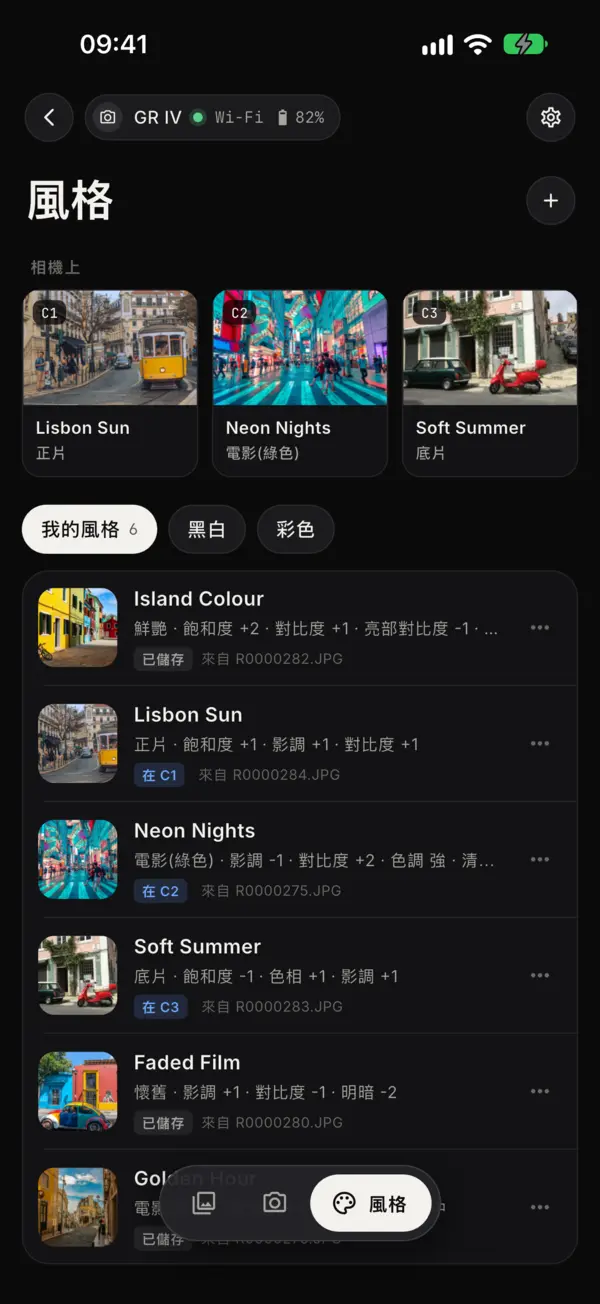 09:41
GR IV Wi-Fi 82%
風格
相機上
C1
C2
C3
Lisbon Sun
正片
Neon Nights
電影(綠色)
Soft Summer
底片
我的風格 6
黑白
彩色
Island Colour
鮮艷 · 飽和度 +2 · 對比度 +1 · 亮部對比度 -1 · ...
已儲存 來自 R0000282.JPG
Lisbon Sun
正片 · 飽和度 +1 · 影調 +1 · 對比度 +1
在 C1 來自 R0000284.JPG
Neon Nights
電影(綠色) · 影調 -1 · 對比度 +2 · 色調 強 · 清...
在 C2 來自 R0000275.JPG
Soft Summer
底片 · 飽和度 -1 · 色相 +1 · 影調 +1
在 C3 來自 R0000283.JPG
Faded Film
懷舊 · 影調 +1 · 對比度 -1 · 明暗 -2
已儲存 來自 R0000280.JPG
Golden Hour
電影
已儲存
風格